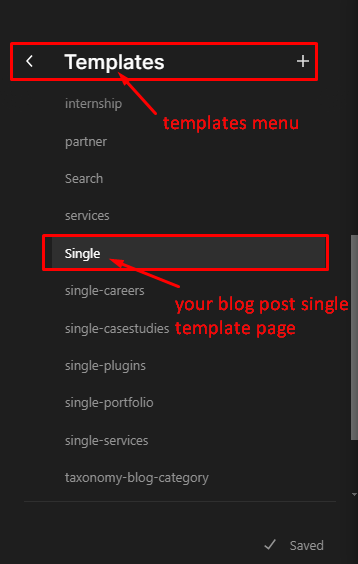 Templates
templates menu
internship
partner
Search
services
Single
your blog post single
template page
single-careers
single-casestudies
single-plugins
single-portfolio
single-services
taxonomy-blog-category
Saved